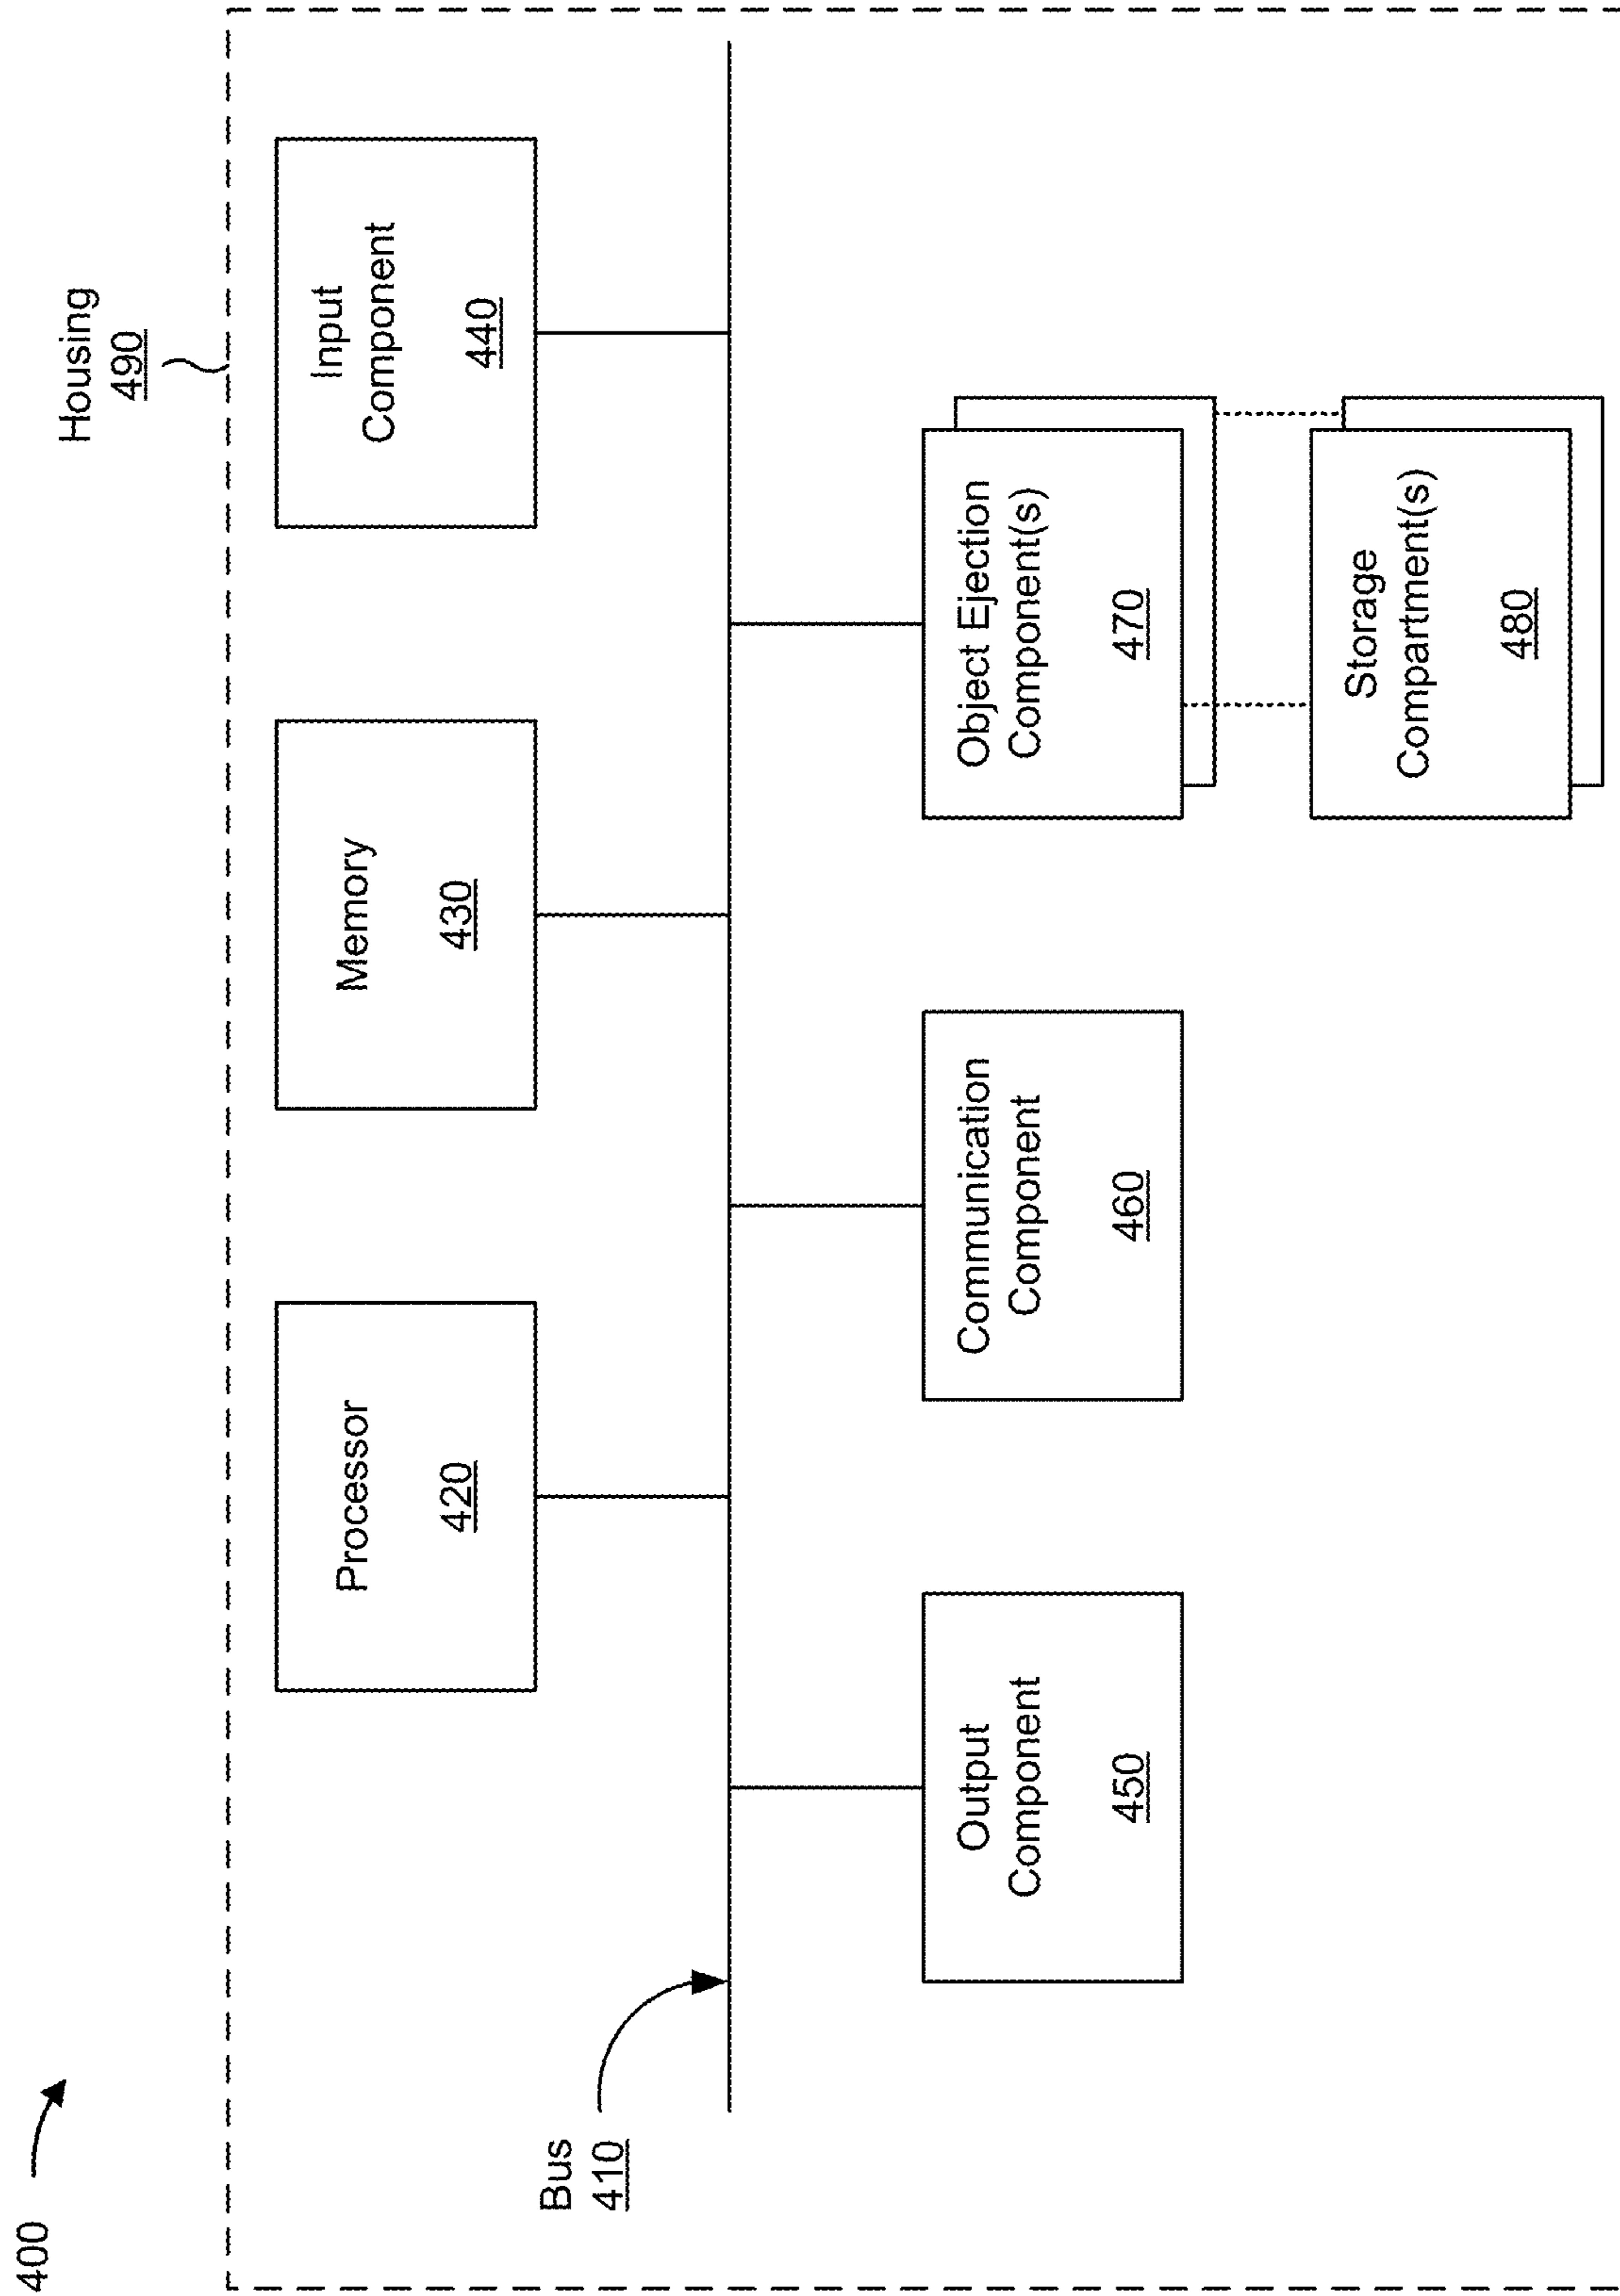 400
Housing
490
Processor
420
Memory
430
Input
Component
440
Bus
410
Output
Component
450
Communication
Component
460
Object Ejection
Component(s)
470
Storage
Compartment(s)
480